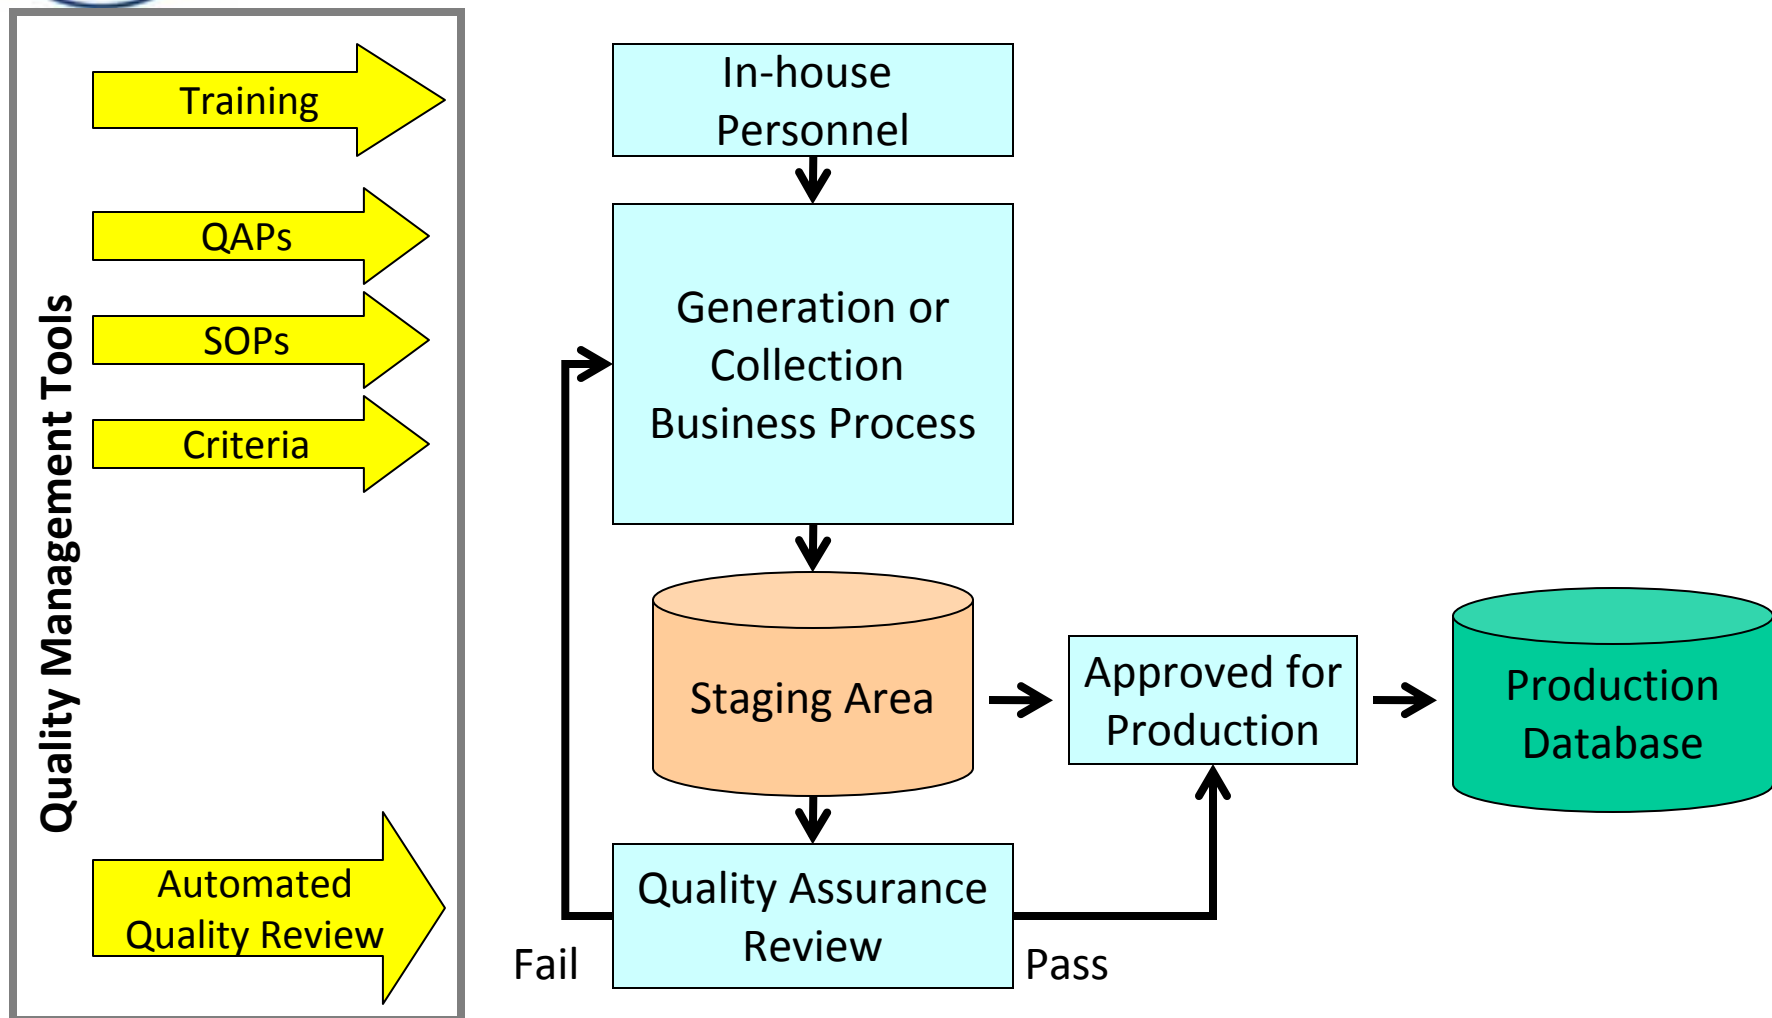 Quality Management Tools
Training
QAPs
SOPs
Criteria
Automated
Quality Review
In-house
Personnel
Generation or
Collection
Business Process
Staging Area
Approved for
Production
Production
Database
Quality Assurance
Review
Fail
Pass